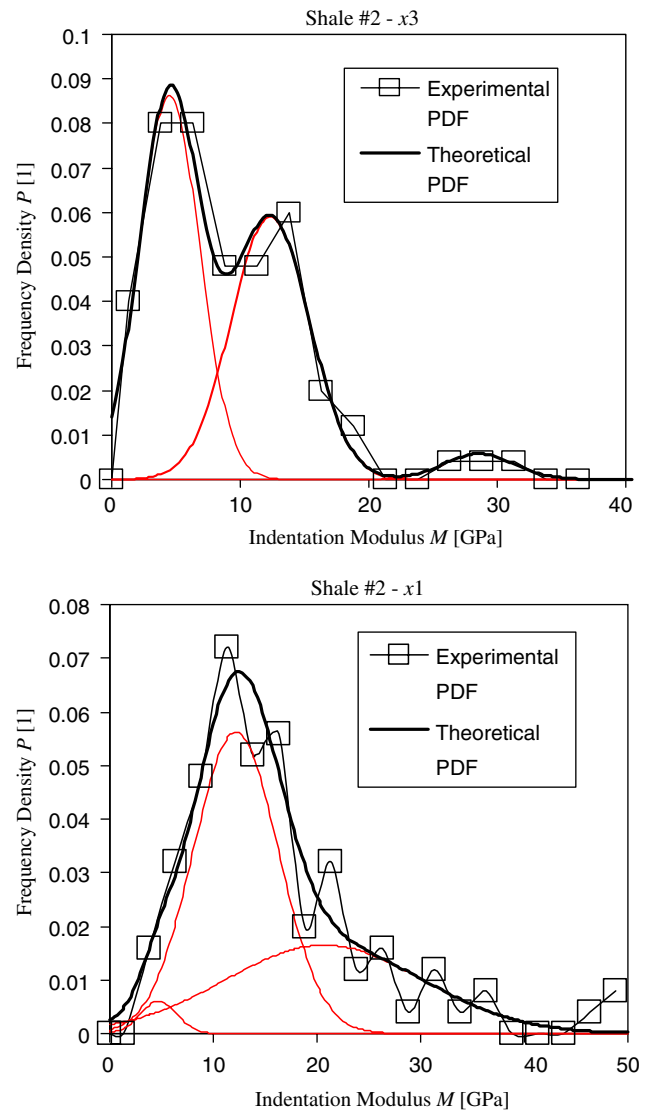 Shale #2 - x3
0.1
0.09
0.08
0.07
0.06
0.05
0.04
0.03
0.02
0.01
0
Frequency Density P [1]
Experimental
PDF
Theoretical
PDF
0 10 20 30 40
Indentation Modulus M [GPa]
Shale #2 - x1
0.08
0.07
0.06
0.05
0.04
0.03
0.02
0.01
0
Frequency Density P [1]
Experimental
PDF
Theoretical
PDF
0 10 20 30 40 50
Indentation Modulus M [GPa]